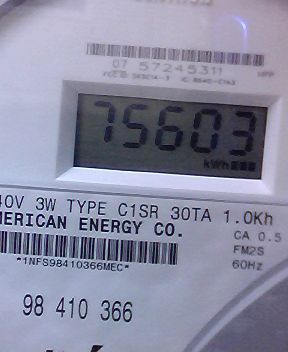 07 57245311
75603
kWh
40V 3W TYPE C1SR 30TA 1.0Kh
MERICAN ENERGY CO.
CA 0.5
FM2S
60Hz
*1NFS98410366MEC*
98 410 366